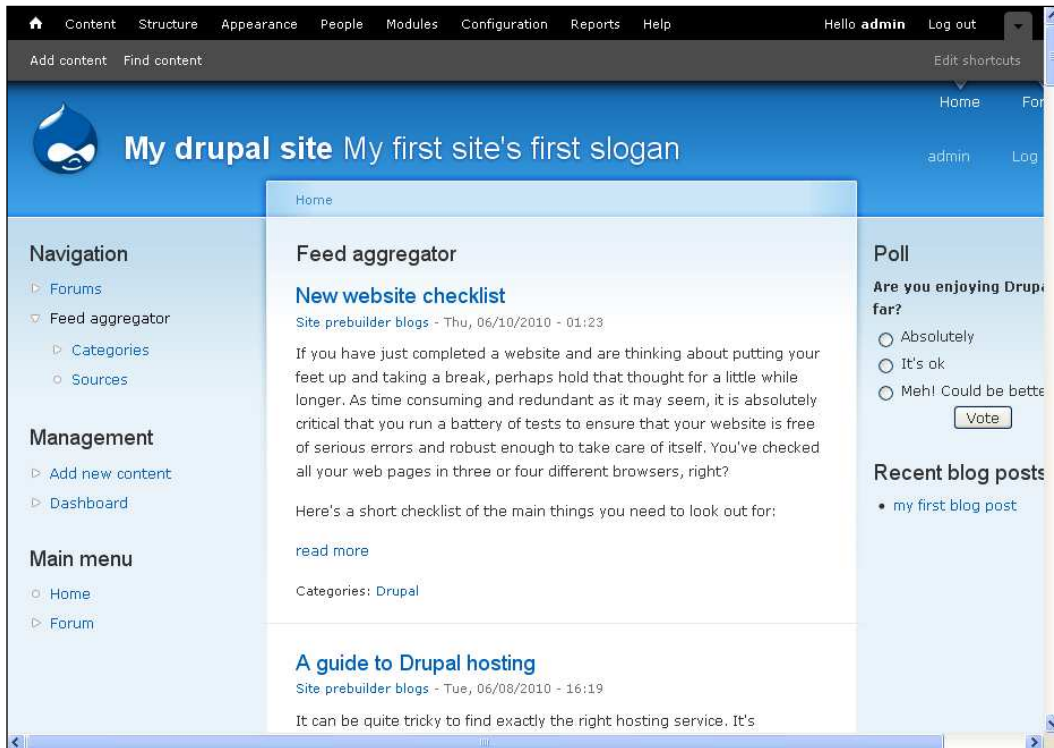 Content Structure Appearance People Modules Configuration Reports Help Hello admin Log out
Add content Find content Edit shortcuts
Home For
My drupal site My first site's first slogan
admin Log
Home
Navigation
Forums
Feed aggregator
Categories
Sources
Management
Add new content
Dashboard
Main menu
Home
Forum
Feed aggregator
New website checklist
Site prebuilder blogs - Thu, 06/10/2010 - 01:23
If you have just completed a website and are thinking about putting your
feet up and taking a break, perhaps hold that thought for a little while
longer. As time consuming and redundant as it may seem, it is absolutely
critical that you run a battery of tests to ensure that your website is free
of serious errors and robust enough to take care of itself. You've checked
all your web pages in three or four different browsers, right?
Here's a short checklist of the main things you need to look out for:
read more
Categories: Drupal
A guide to Drupal hosting
Site prebuilder blogs - Tue, 06/08/2010 - 16:19
It can be quite tricky to find exactly the right hosting service. It's
Poll
Are you enjoying Drupa
far?
Absolutely
It's ok
Meh! Could be bette
Vote
Recent blog posts
my first blog post